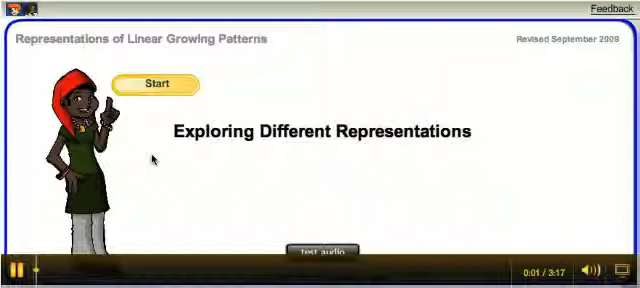 Feedback
Representations of Linear Growing Patterns
Revised September 2009
Start
Exploring Different Representations
test audio
0:01 / 3:17